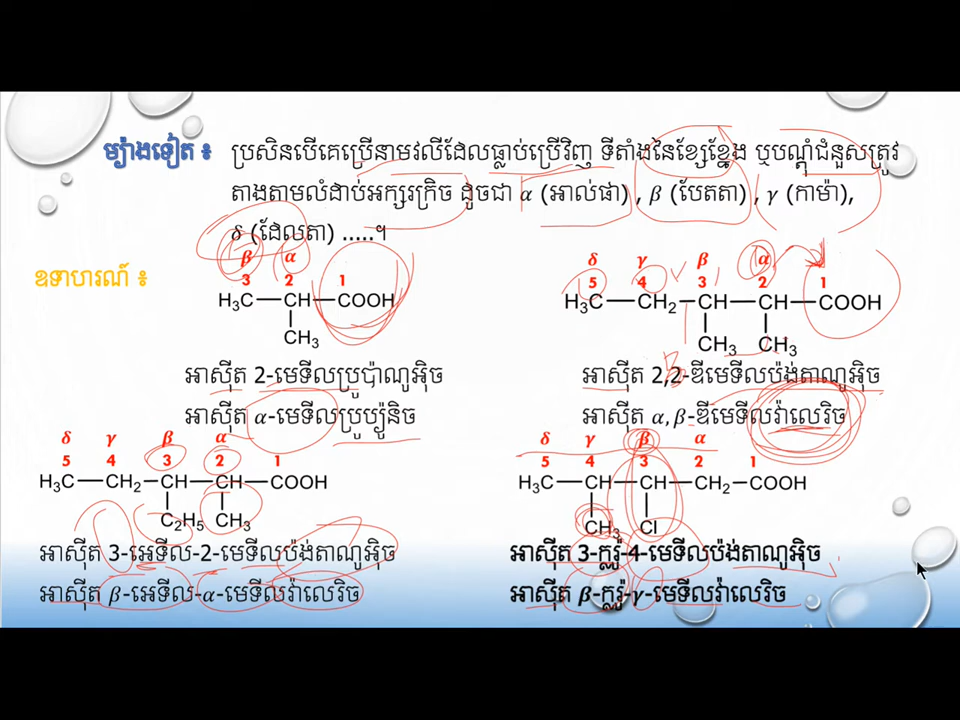 ម្យ៉ាងទៀត ៖ ប្រសិនបើគេប្រើនាមវលីដែលធ្លាប់ប្រើវិញ ទីតាំងនៃខ្សែខ្នែង ឬបណ្តុំជំនួសត្រូវ
តាងតាមលំដាប់អក្សរក្រិច ដូចជា α (អាល់ផា) , β (បែតតា) , γ (កាម៉ា),
δ (ដែលតា) .....។
ឧទាហរណ៍ ៖
β α
3 2 1
H₃C—CH—COOH
CH₃
អាស៊ីត 2-មេទីលប្រូប៉ាណូអ៊ិច
អាស៊ីត α-មេទីលប្រូប្យ៉ូនិច
δ γ β α
5 4 3 2 1
H₃C—CH₂—CH—CH—COOH
CH₃ CH₃
អាស៊ីត 2,2-ឌីមេទីលប៉ង់តាណូអ៊ិច
3
អាស៊ីត α,β-ឌីមេទីលវ៉ាលេរិច
δ γ β α
5 4 3 2 1
H₃C—CH₂—CH—CH—COOH
C₂H₅ CH₃
អាស៊ីត 3-អេទីល-2-មេទីលប៉ង់តាណូអ៊ិច
អាស៊ីត β-អេទីល-α-មេទីលវ៉ាលេរិច
δ γ β α
5 4 3 2 1
H₃C—CH—CH—CH₂—COOH
CH₃ Cl
អាស៊ីត 3-ក្លរ៉ូ-4-មេទីលប៉ង់តាណូអ៊ិច
អាស៊ីត β-ក្លរ៉ូ-γ-មេទីលវ៉ាលេរិច